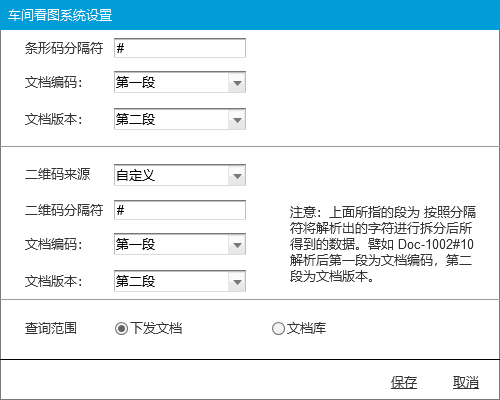 车间看图系统设置
条形码分隔符 #
文档编码： 第一段
文档版本： 第二段
二维码来源 自定义
二维码分隔符 #
文档编码： 第一段
文档版本： 第二段
注意：上面所指的段为 按照分隔
符将解析出的字符进行拆分后所
得到的数据。譬如 Doc-1002#10
解析后第一段为文档编码，第二
段为文档版本。
查询范围 下发文档 文档库
保存 取消